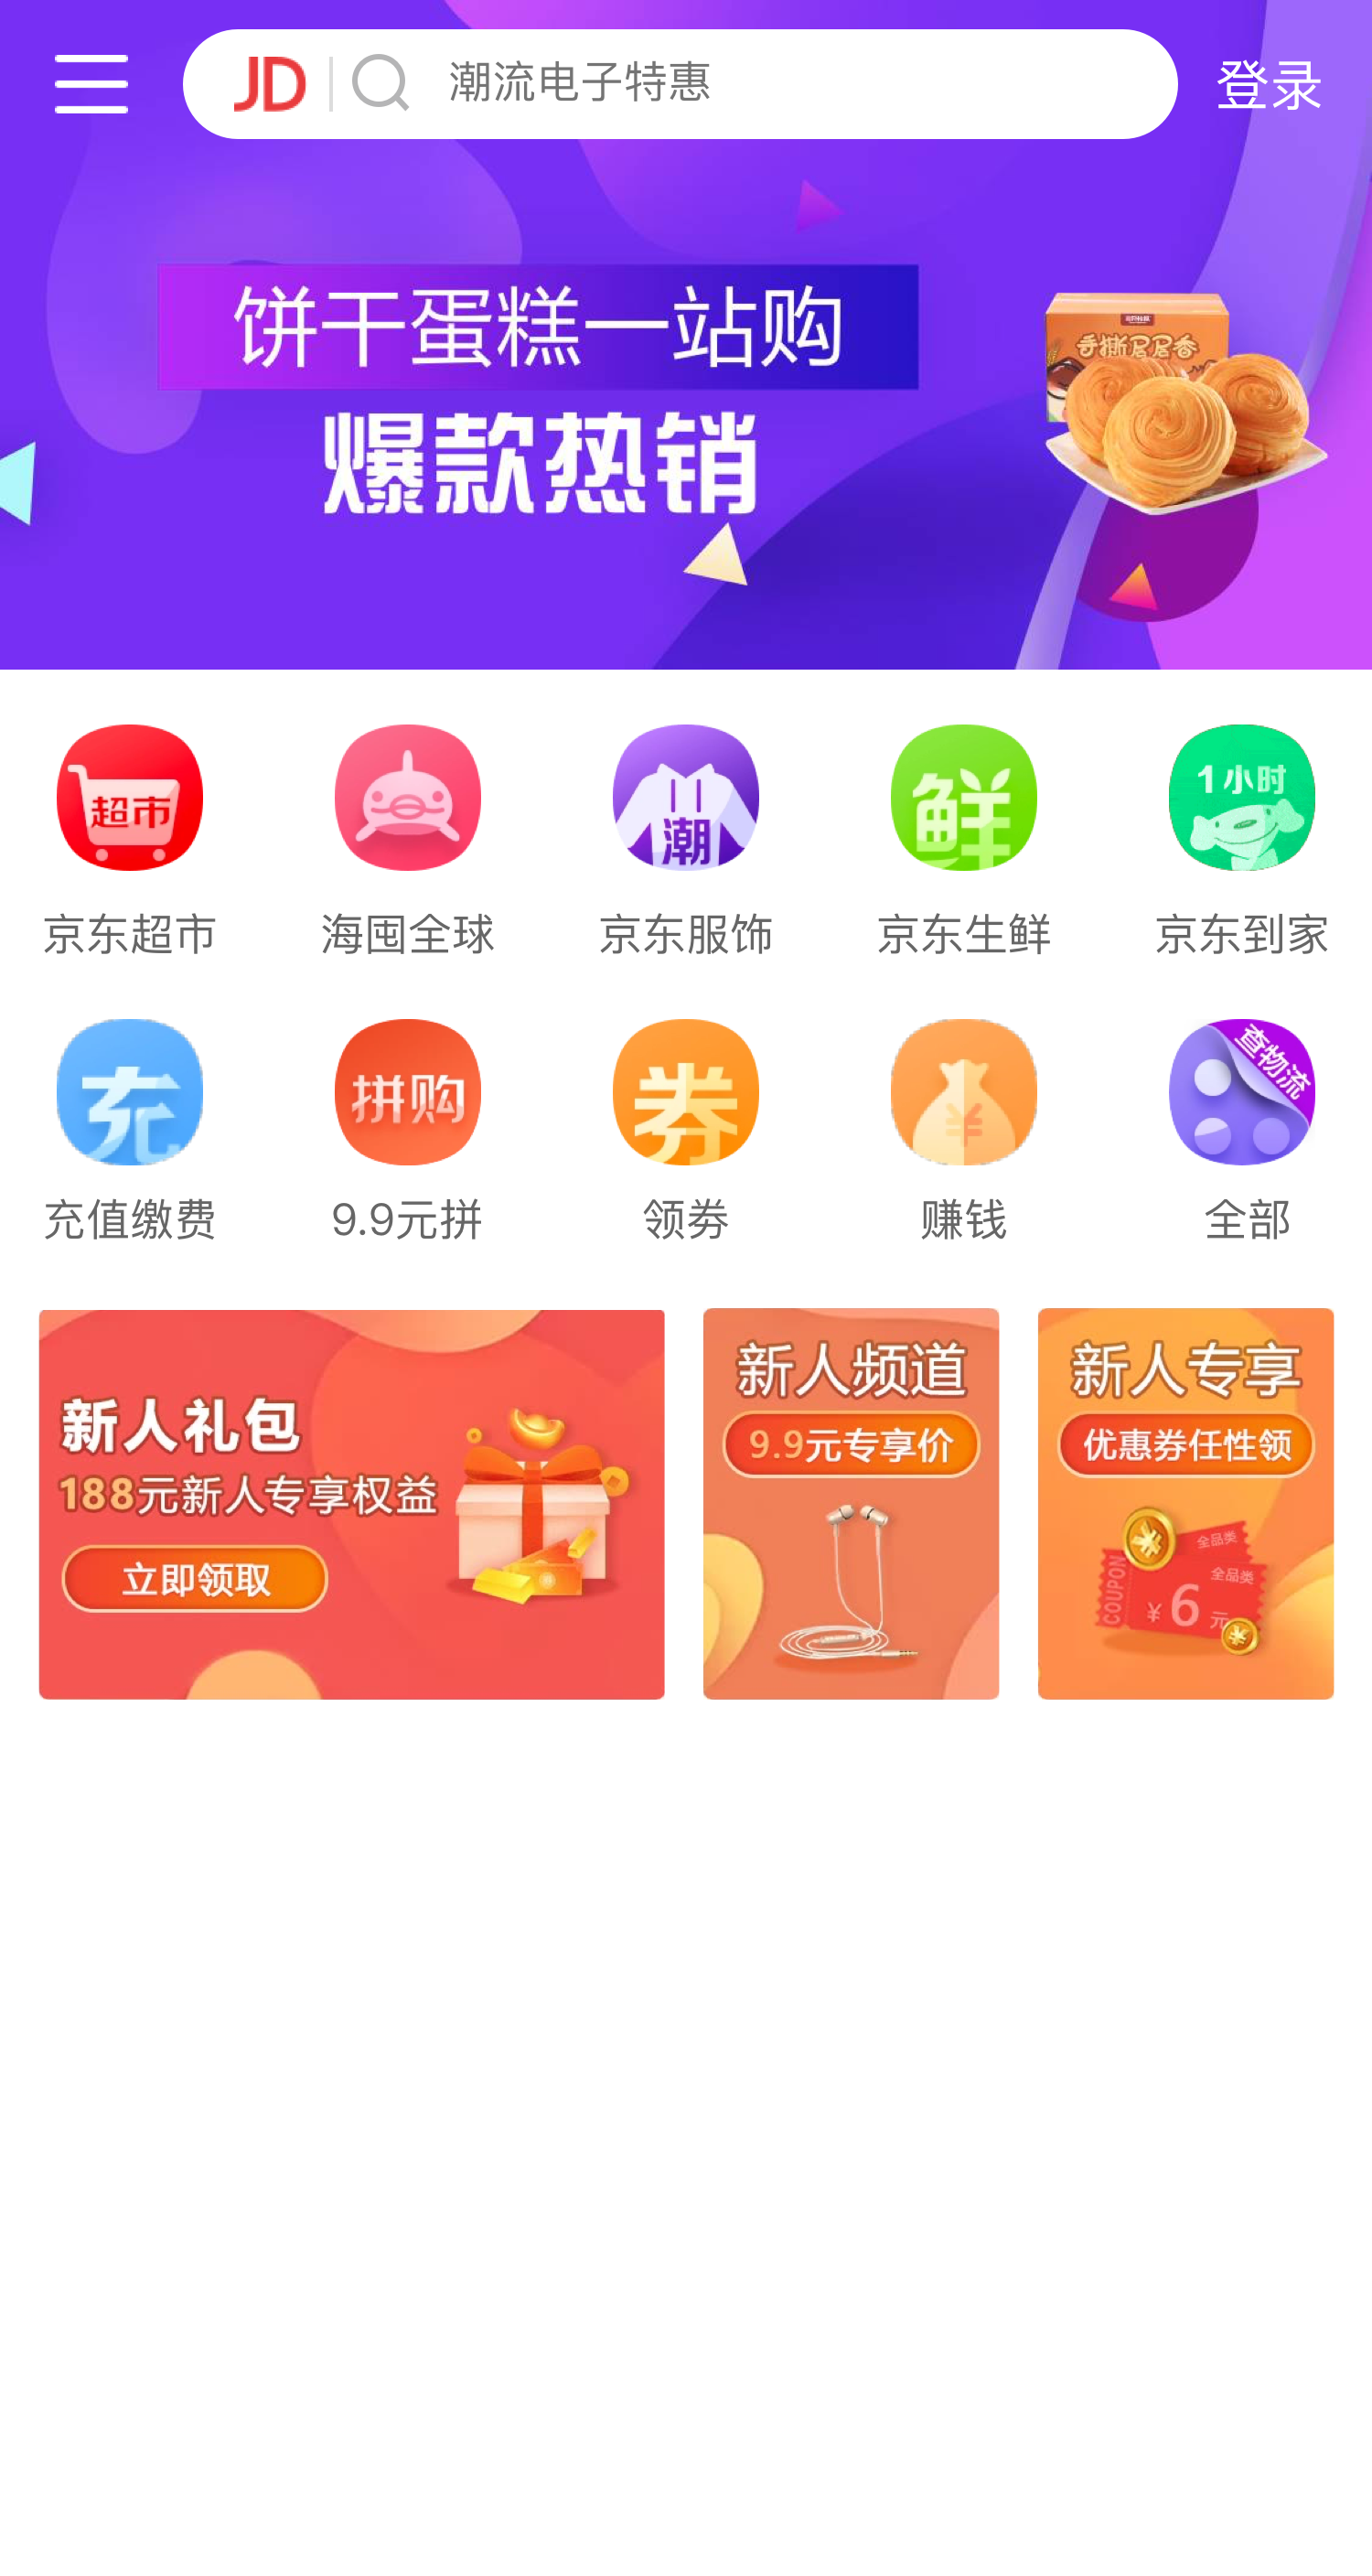 JD
潮流电子特惠
登录
饼干蛋糕一站购
爆款热销
手撕层层香
超市
潮
鲜
1小时
京东超市
海囤全球
京东服饰
京东生鲜
京东到家
充
拼购
券
¥
查物流
充值缴费
9.9元拼
领劵
赚钱
全部
新人礼包
188元新人专享权益
立即领取
新人频道
9.9元专享价
新人专享
优惠券任性领
全品类
全品类
COUPON
¥6元